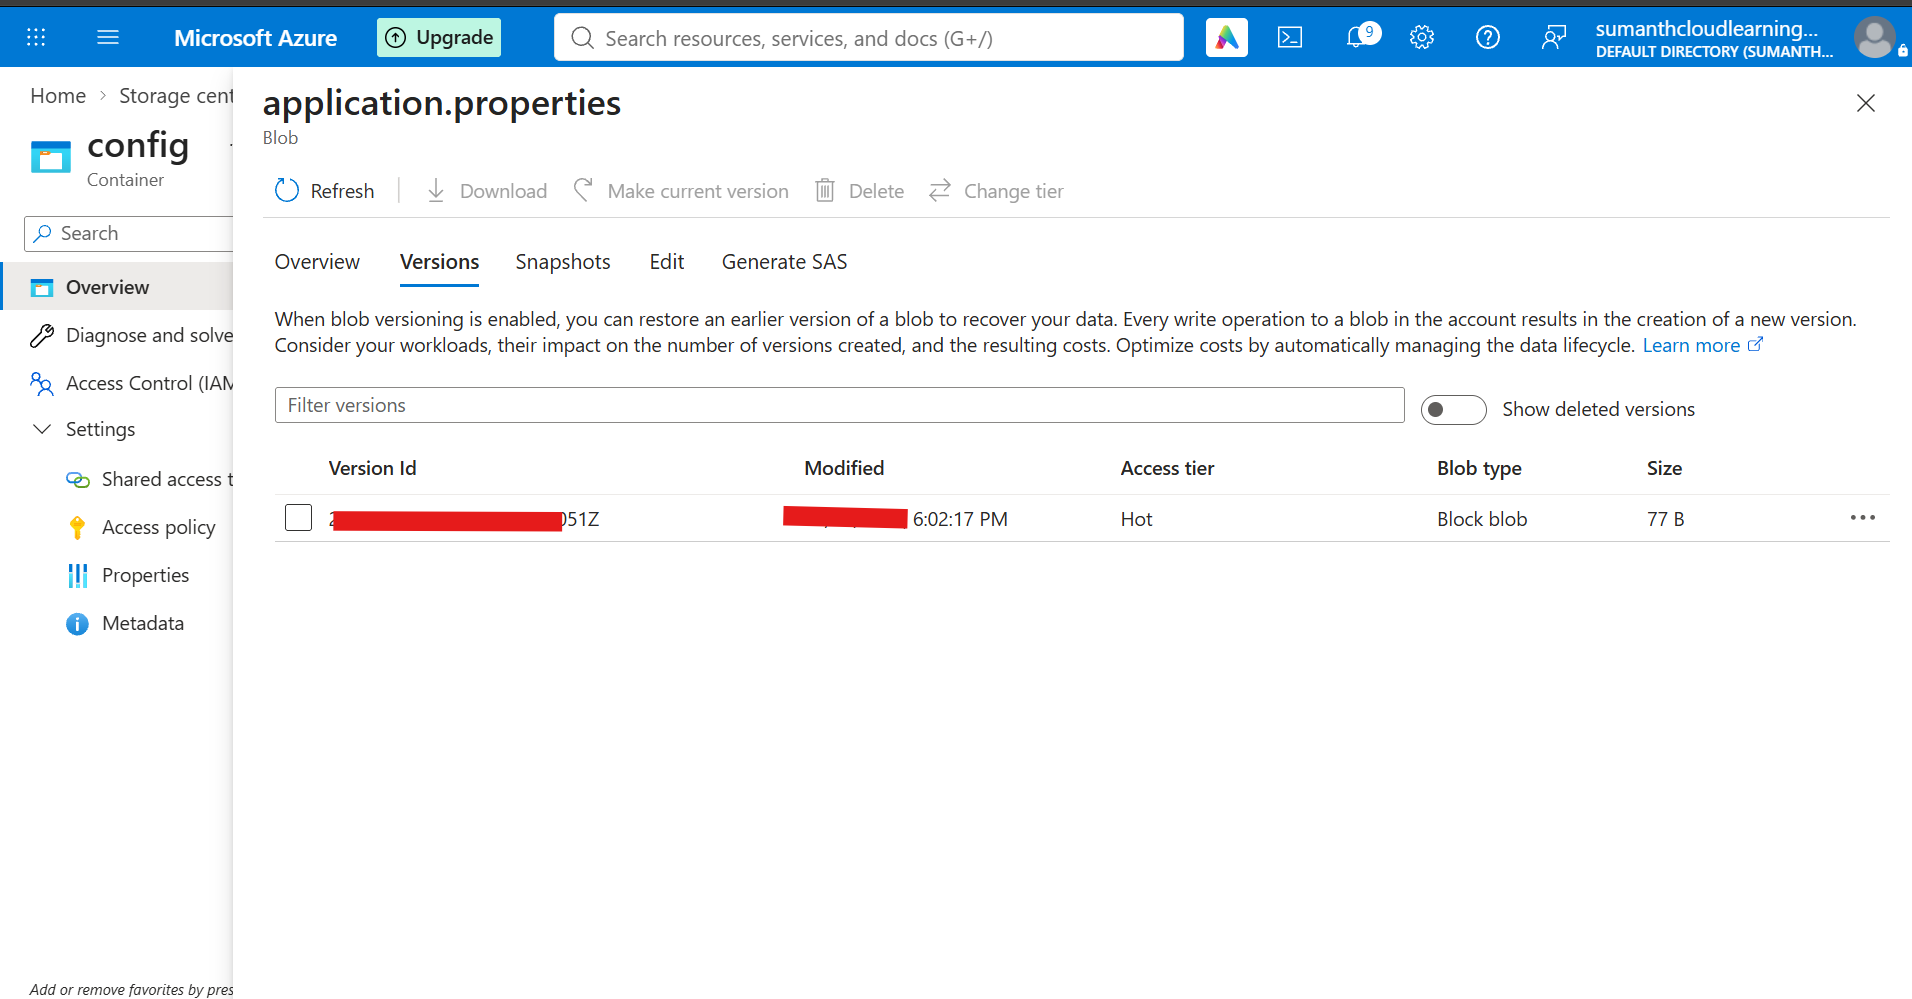 Microsoft Azure
Upgrade
Search resources, services, and docs (G+/)
9
sumanthcloudlearning...
DEFAULT DIRECTORY (SUMANTH...
Home > Storage cent
config
Container
Search
Overview
Diagnose and solve
Access Control (IAM
Settings
Shared access t
Access policy
Properties
Metadata
Add or remove favorites by pres
application.properties
Blob
Refresh
Download
Make current version
Delete
Change tier
Overview
Versions
Snapshots
Edit
Generate SAS
When blob versioning is enabled, you can restore an earlier version of a blob to recover your data. Every write operation to a blob in the account results in the creation of a new version.
Consider your workloads, their impact on the number of versions created, and the resulting costs. Optimize costs by automatically managing the data lifecycle. Learn more
Filter versions
Show deleted versions
Version Id Modified Access tier Blob type Size
051Z 6:02:17 PM Hot Block blob 77 B